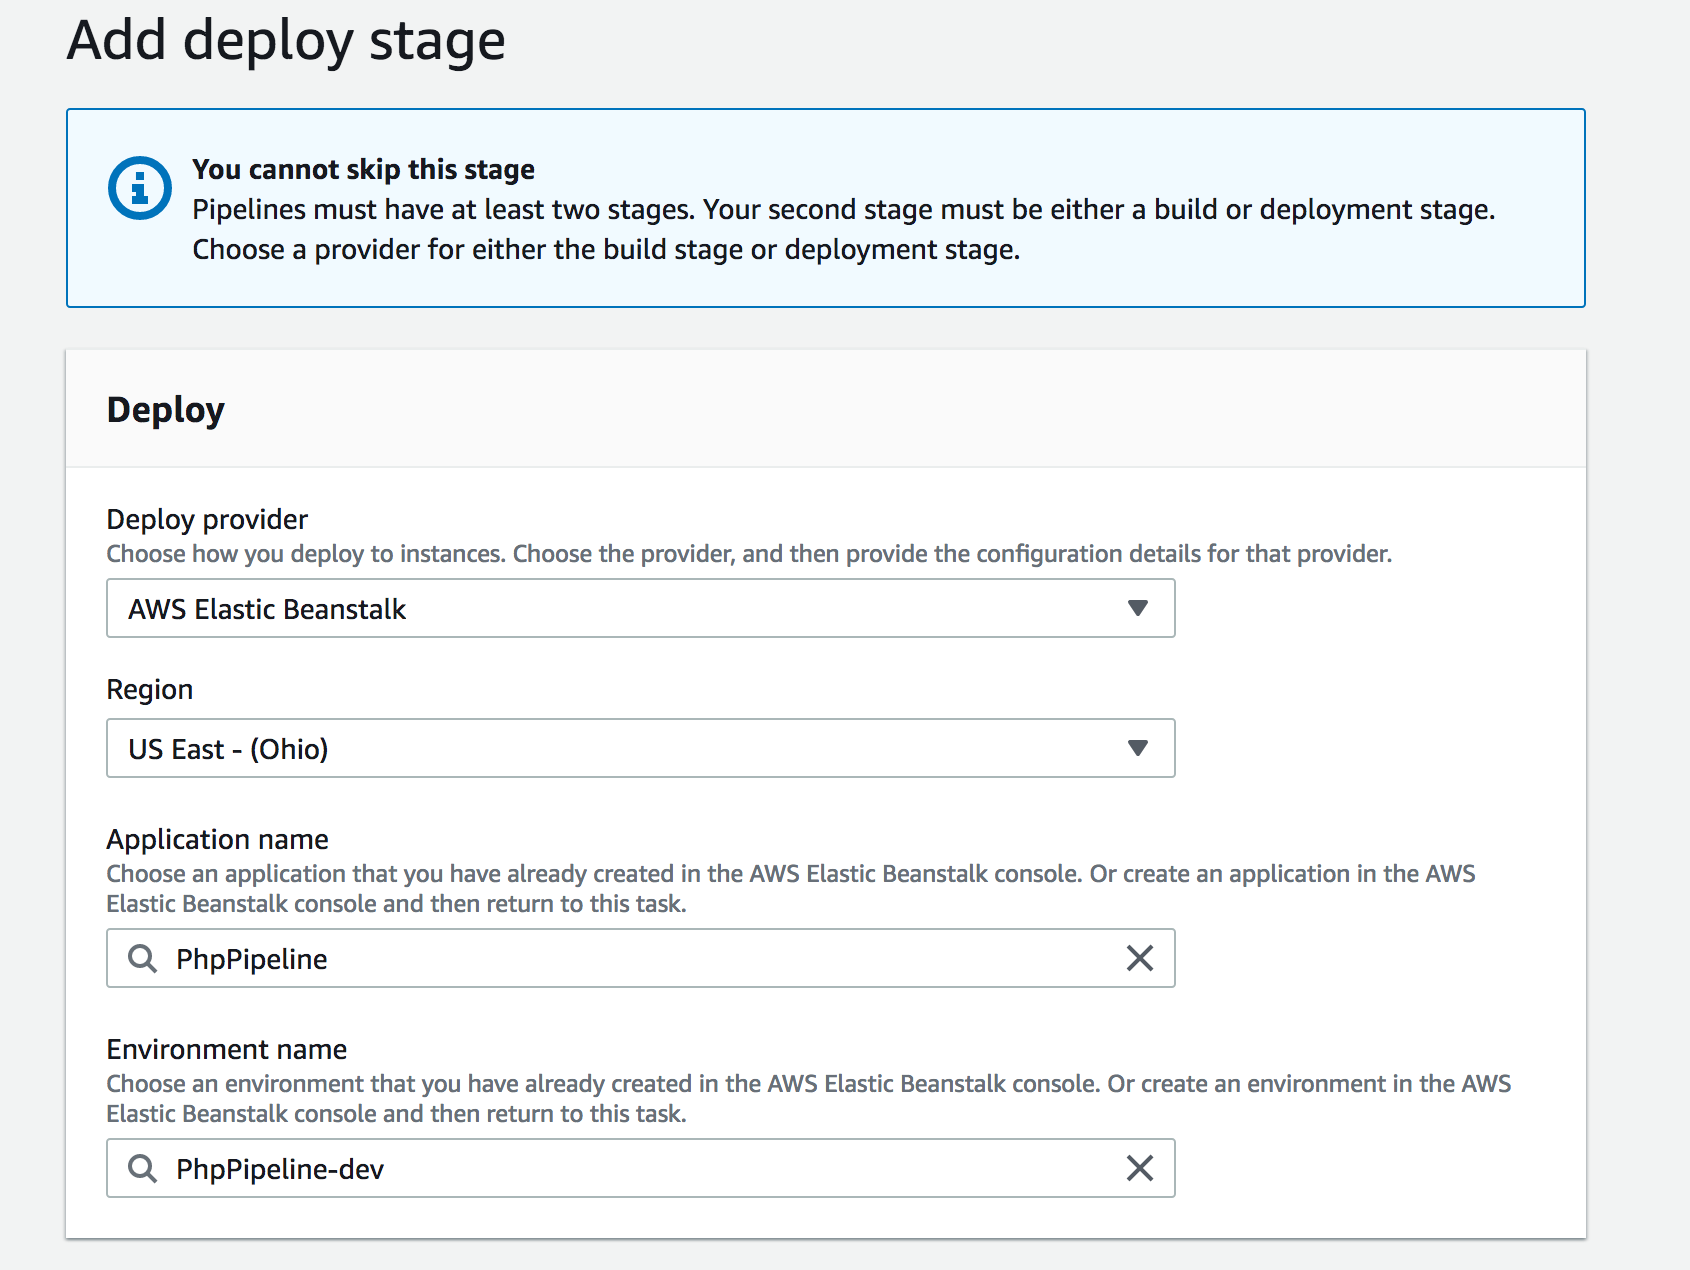 Add deploy stage
You cannot skip this stage
Pipelines must have at least two stages. Your second stage must be either a build or deployment stage.
Choose a provider for either the build stage or deployment stage.
Deploy
Deploy provider
Choose how you deploy to instances. Choose the provider, and then provide the configuration details for that provider.
AWS Elastic Beanstalk
Region
US East - (Ohio)
Application name
Choose an application that you have already created in the AWS Elastic Beanstalk console. Or create an application in the AWS
Elastic Beanstalk console and then return to this task.
PhpPipeline
Environment name
Choose an environment that you have already created in the AWS Elastic Beanstalk console. Or create an environment in the AWS
Elastic Beanstalk console and then return to this task.
PhpPipeline-dev